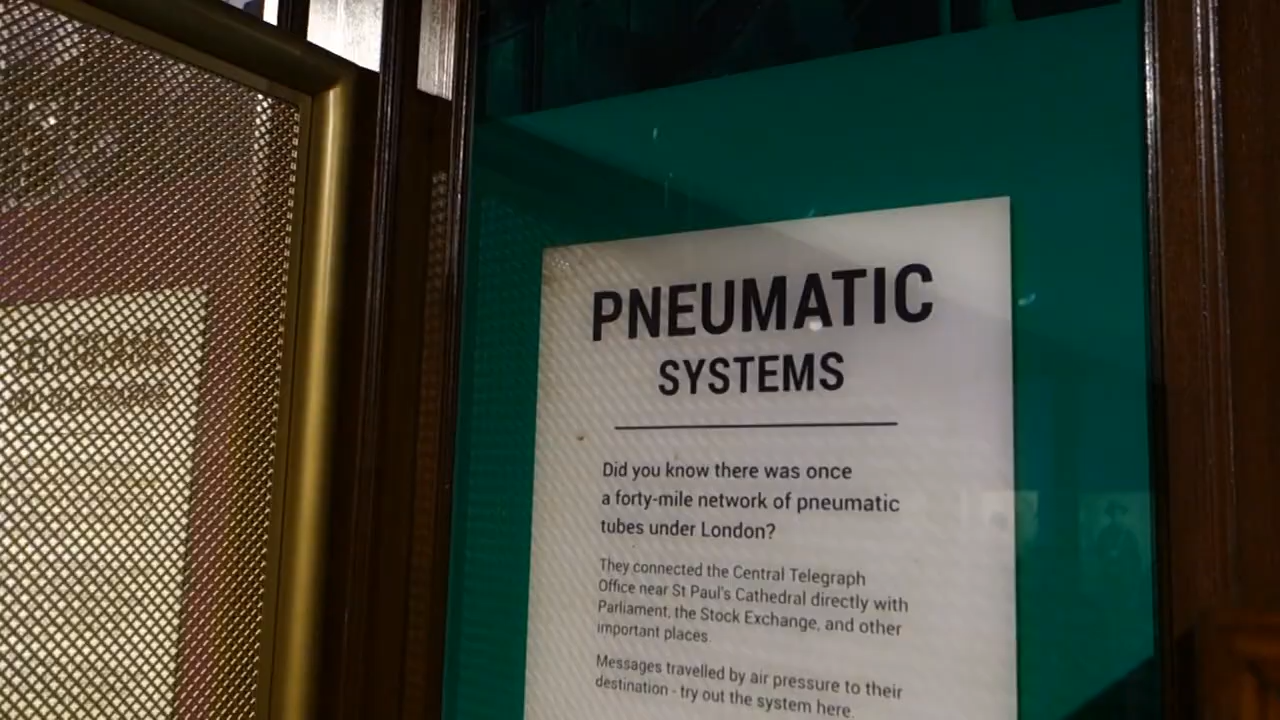 PNEUMATIC
SYSTEMS
Did you know there was once
a forty-mile network of pneumatic
tubes under London?
They connected the Central Telegraph
Office near St Paul's Cathedral directly with
Parliament, the Stock Exchange, and other
important places.
Messages travelled by air pressure to their
destination - try out the system here.